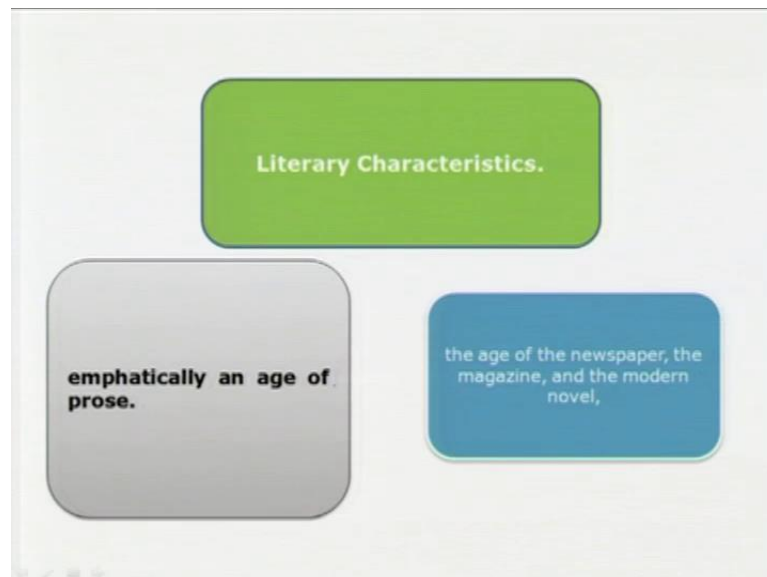 Literary Characteristics.
emphatically an age of
prose.
the age of the newspaper, the
magazine, and the modern
novel,